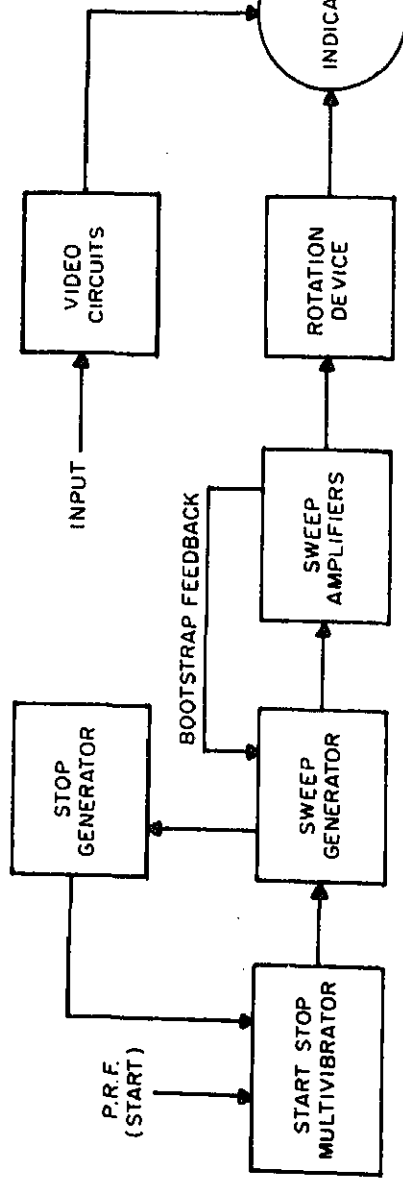 P.R.F.
(START)
START STOP
MULTIVIBRATOR
STOP
GENERATOR
SWEEP
GENERATOR
BOOTSTRAP FEEDBACK
SWEEP
AMPLIFIERS
INPUT
VIDEO
CIRCUITS
ROTATION
DEVICE
INDICA